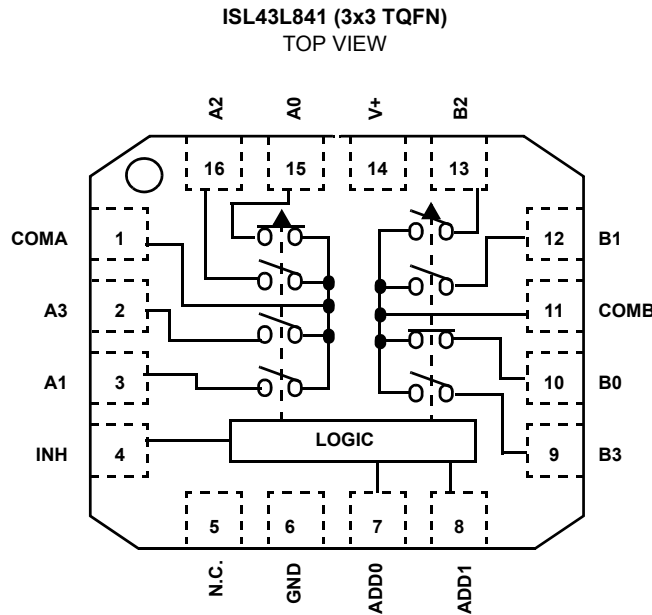 ISL43L841 (3x3 TQFN)
TOP VIEW
A2 A0 V+ B2
16 15 14 13
COMA 1 12 B1
A3 2 11 COMB
A1 3 10 B0
INH 4 LOGIC 9 B3
5 6 7 8
N.C. GND ADD0 ADD1